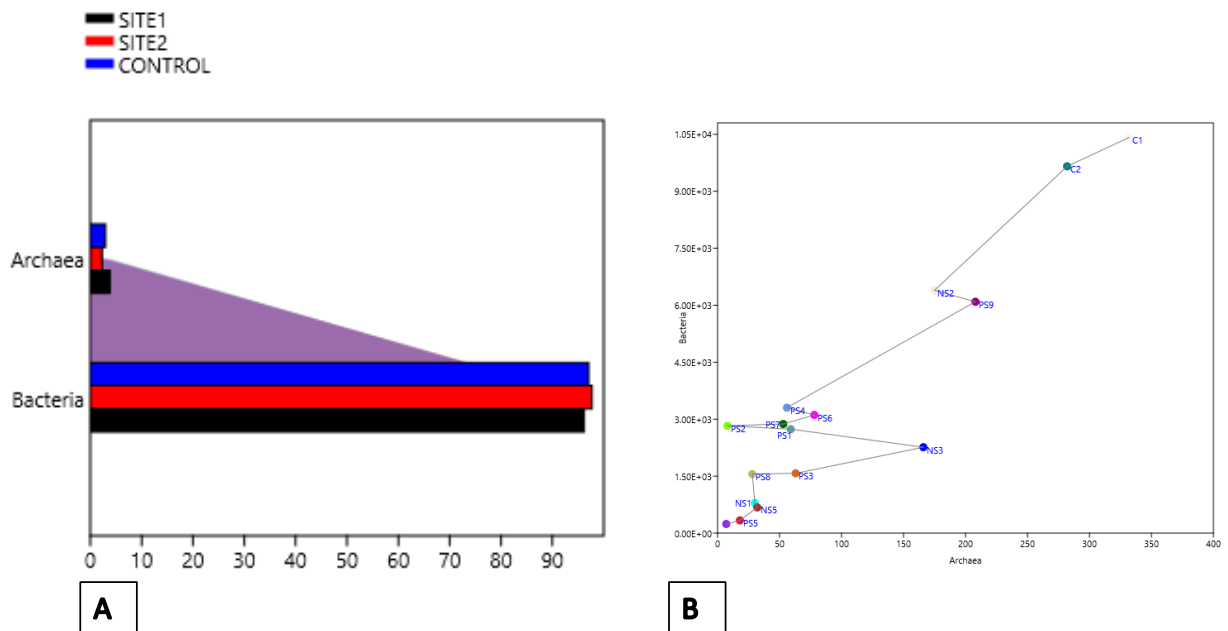 SITE1
SITE2
CONTROL
Archaea
Bacteria
0 10 20 30 40 50 60 70 80 90
A
1.05E+04
9.00E+03
7.50E+03
6.00E+03
4.50E+03
3.00E+03
1.50E+03
0.00E+00
Bacteria
C1
C2
NS2
PS9
PS4
PS6
PS7
PS2
PS1
NS3
PS8
PS3
NS1
NS5
PS5
0 50 100 150 200 250 300 350 400
Archaea
B